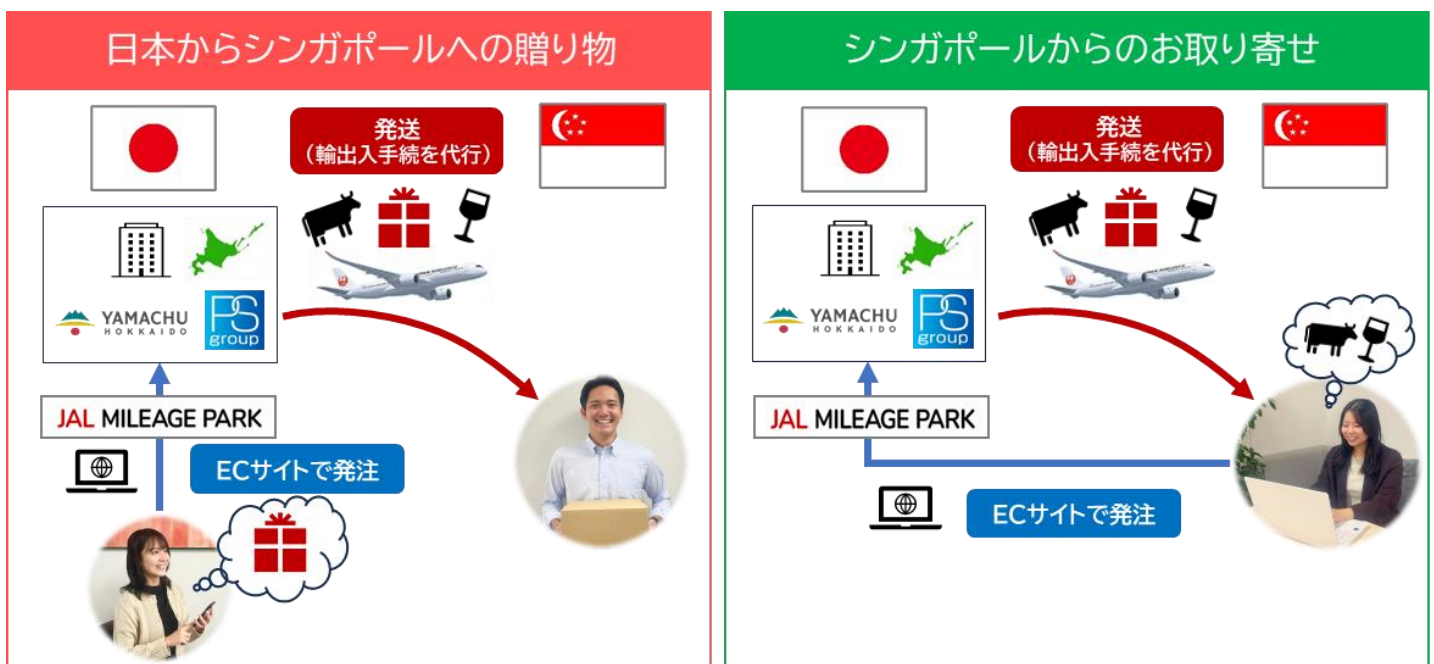 日本からシンガポールへの贈り物
発送
(輸出入手続を代行)
YAMACHU
HOKKAIDO
PS
group
JAL MILEAGE PARK
ECサイトで発注
シンガポールからのお取り寄せ
発送
(輸出入手続を代行)
YAMACHU
HOKKAIDO
PS
group
JAL MILEAGE PARK
ECサイトで発注